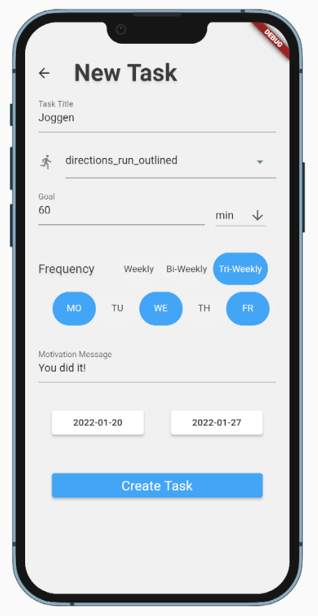 DEBUG
New Task
Task Title
Joggen
directions_run_outlined
Goal
60
min
Frequency Weekly Bi-Weekly Tri-Weekly
MO TU WE TH FR
Motivation Message
You did it!
2022-01-20 2022-01-27
Create Task